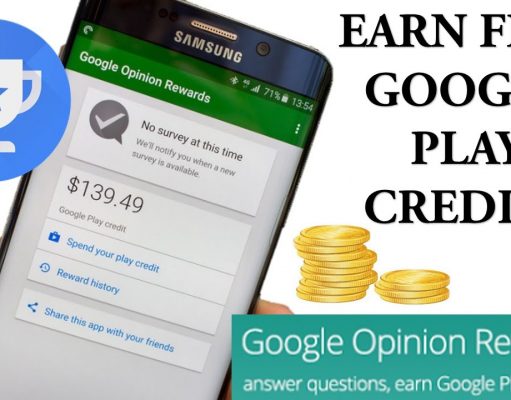 EARN
GOOG
PLAY
CREDI
SAMSUNG
71% 13:54
Google Opinion Rewards
No survey at this time
We'll notify you when a new
survey is available.
$139.49
Google Play credit
Spend your play credit
Reward history
Share this app with your friends
Google Opinion Re
answer questions, earn Google P